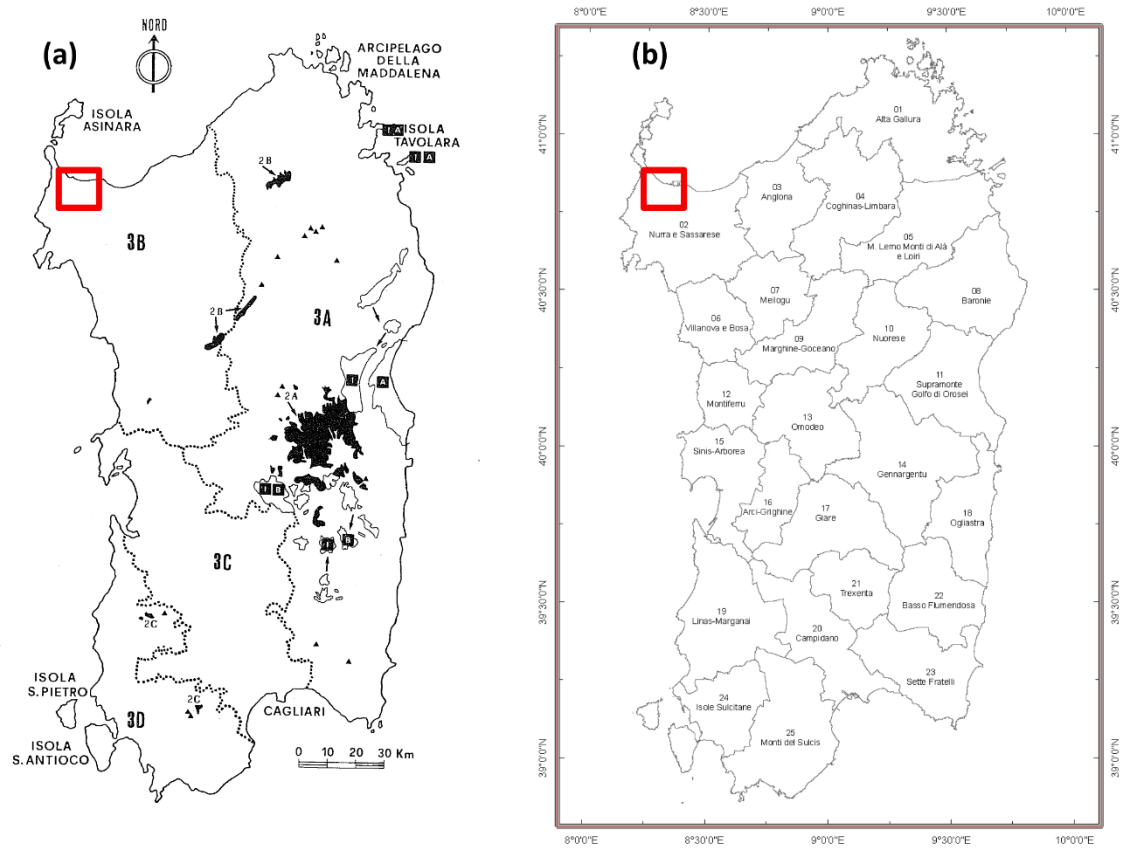 (a)
NORD
ARCIPELAGO
DELLA
MADDALENA
ISOLA
ASINARA
1 A ISOLA
TAVOLARA
1 A
2B
3B
2B
3A
1 A
2A
1 B
1 B
3C
2C
ISOLA
S. PIETRO
2C
3D
CAGLIARI
ISOLA
S. ANTIOCO
0 10 20 30 Km
(b)
8°0'0"E 8°30'0"E 9°0'0"E 9°30'0"E 10°0'0"E
41°0'0"N 41°0'0"N
40°30'0"N 40°30'0"N
40°0'0"N 40°0'0"N
39°30'0"N 39°30'0"N
39°0'0"N 39°0'0"N
01
Alta Gallura
03
Anglona
04
Coghinas-Limbara
02
Nurra e Sassarese
05
M. Lerno Monti di Alà
e Loiri
07
Meilogu
08
Baronie
06
Villanova e Bosa
09
Marghine-Goceano
10
Nuorese
11
Supramonte
Golfo di Orosei
12
Montiferru
13
Omodeo
15
Sinis-Arborea
14
Gennargentu
16
Arci-Grighine
17
Giare
18
Ogliastra
21
Trexenta
22
Basso Flumendosa
19
Linas-Marganai
20
Campidano
23
Sette Fratelli
24
Isole Sulcitane
25
Monti del Sulcis
8°0'0"E 8°30'0"E 9°0'0"E 9°30'0"E 10°0'0"E